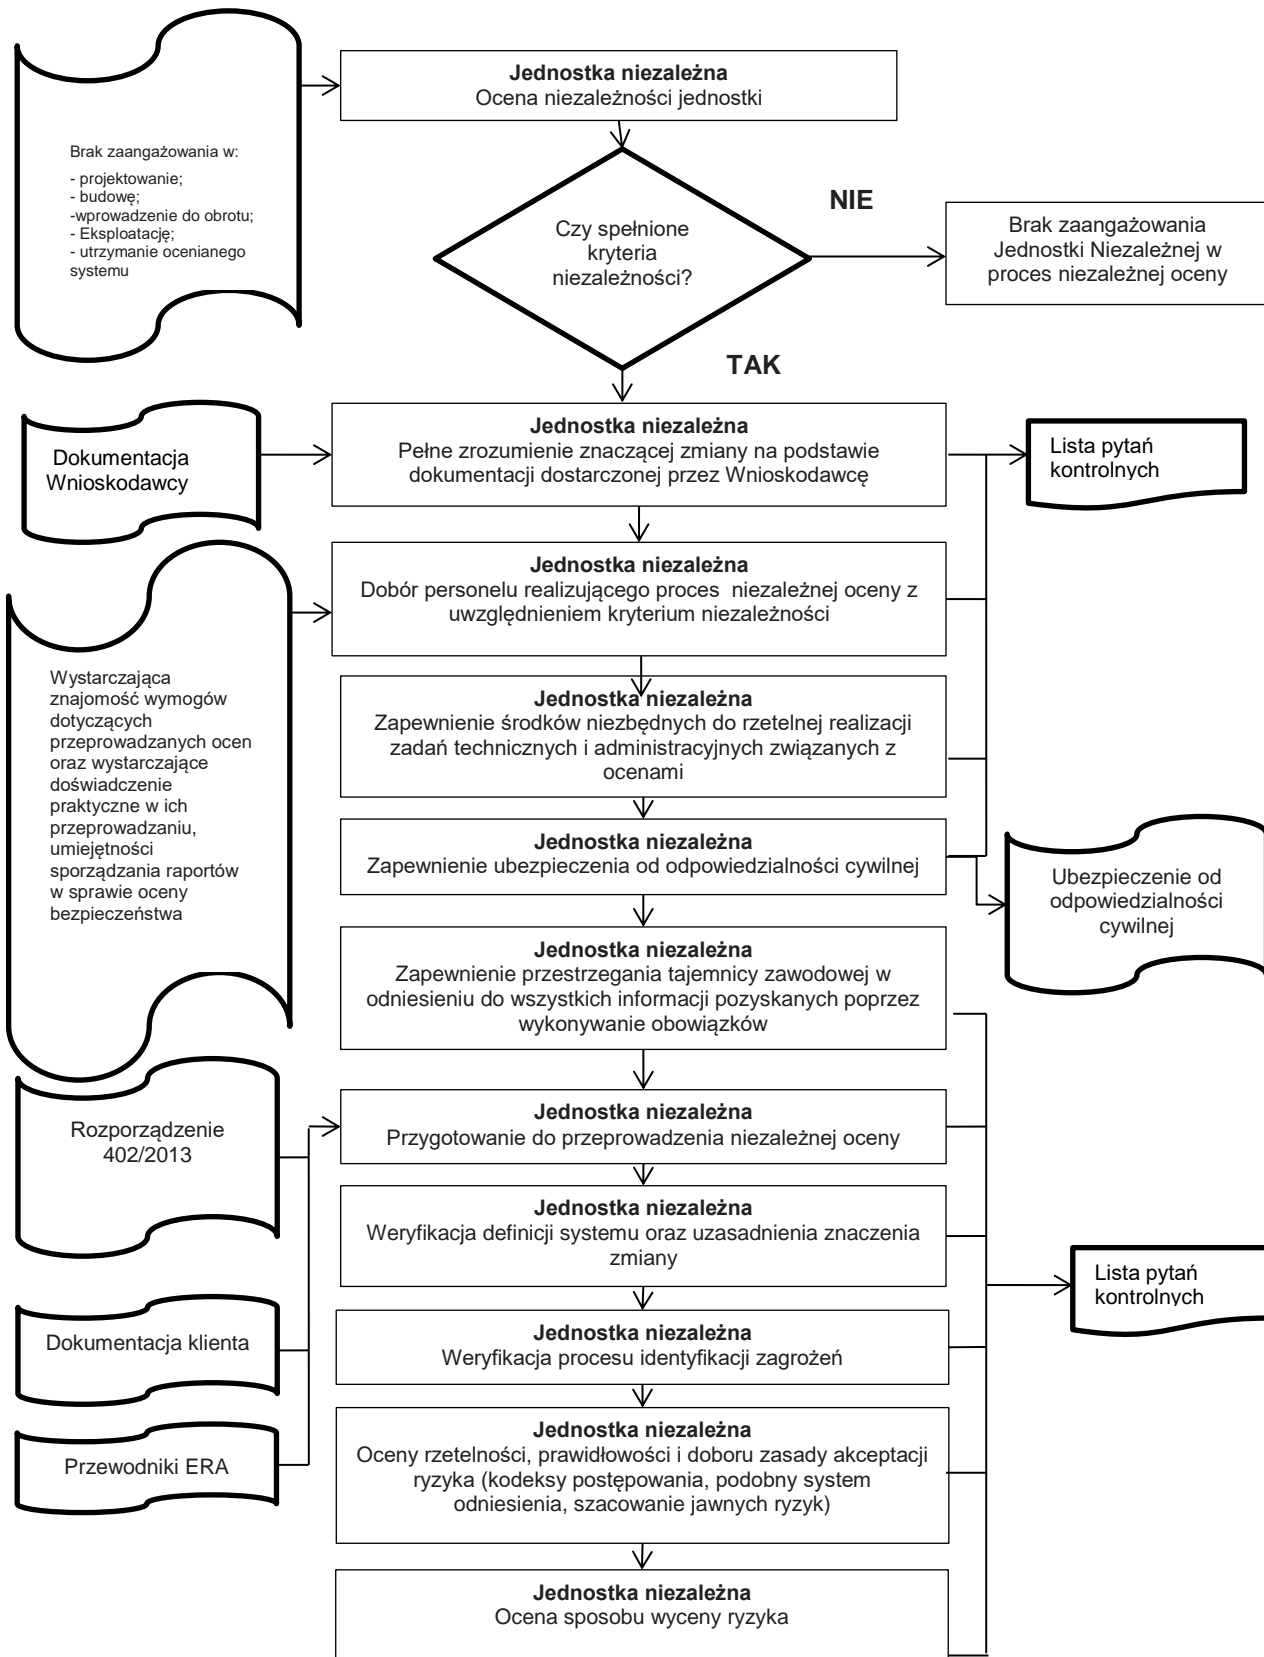 Jednostka niezależna
Ocena niezależności jednostki
Brak zaangażowania w:
- projektowanie;
- budowę;
-wprowadzenie do obrotu;
- Eksploatację;
- utrzymanie ocenianego
systemu
Czy spełnione
kryteria
niezależności?
NIE
Brak zaangażowania
Jednostki Niezależnej w
proces niezależnej oceny
TAK
Dokumentacja
Wnioskodawcy
Jednostka niezależna
Pełne zrozumienie znaczącej zmiany na podstawie
dokumentacji dostarczonej przez Wnioskodawcę
Lista pytań
kontrolnych
Jednostka niezależna
Dobór personelu realizującego proces niezależnej oceny z
uwzględnieniem kryterium niezależności
Wystarczająca
znajomość wymogów
dotyczących
przeprowadzanych ocen
oraz wystarczające
doświadczenie
praktyczne w ich
przeprowadzaniu,
umiejętności
sporządzania raportów
w sprawie oceny
bezpieczeństwa
Jednostka niezależna
Zapewnienie środków niezbędnych do rzetelnej realizacji
zadań technicznych i administracyjnych związanych z
ocenami
Jednostka niezależna
Zapewnienie ubezpieczenia od odpowiedzialności cywilnej
Ubezpieczenie od
odpowiedzialności
cywilnej
Jednostka niezależna
Zapewnienie przestrzegania tajemnicy zawodowej w
odniesieniu do wszystkich informacji pozyskanych poprzez
wykonywanie obowiązków
Rozporządzenie
402/2013
Jednostka niezależna
Przygotowanie do przeprowadzenia niezależnej oceny
Jednostka niezależna
Weryfikacja definicji systemu oraz uzasadnienia znaczenia
zmiany
Lista pytań
kontrolnych
Dokumentacja klienta
Jednostka niezależna
Weryfikacja procesu identyfikacji zagrożeń
Przewodniki ERA
Jednostka niezależna
Oceny rzetelności, prawidłowości i doboru zasady akceptacji
ryzyka (kodeksy postępowania, podobny system
odniesienia, szacowanie jawnych ryzyk)
Jednostka niezależna
Ocena sposobu wyceny ryzyka